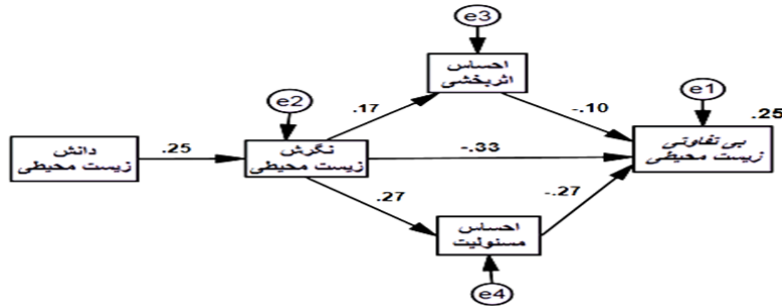 e3
احساس
اثربخشی
e2
e1
.25
.17
-.10
دانش
زیست محیطی
.25
نگرش
زیست محیطی
-.33
بی تفاوتی
زیست محیطی
.27
-.27
احساس
مسئولیت
e4